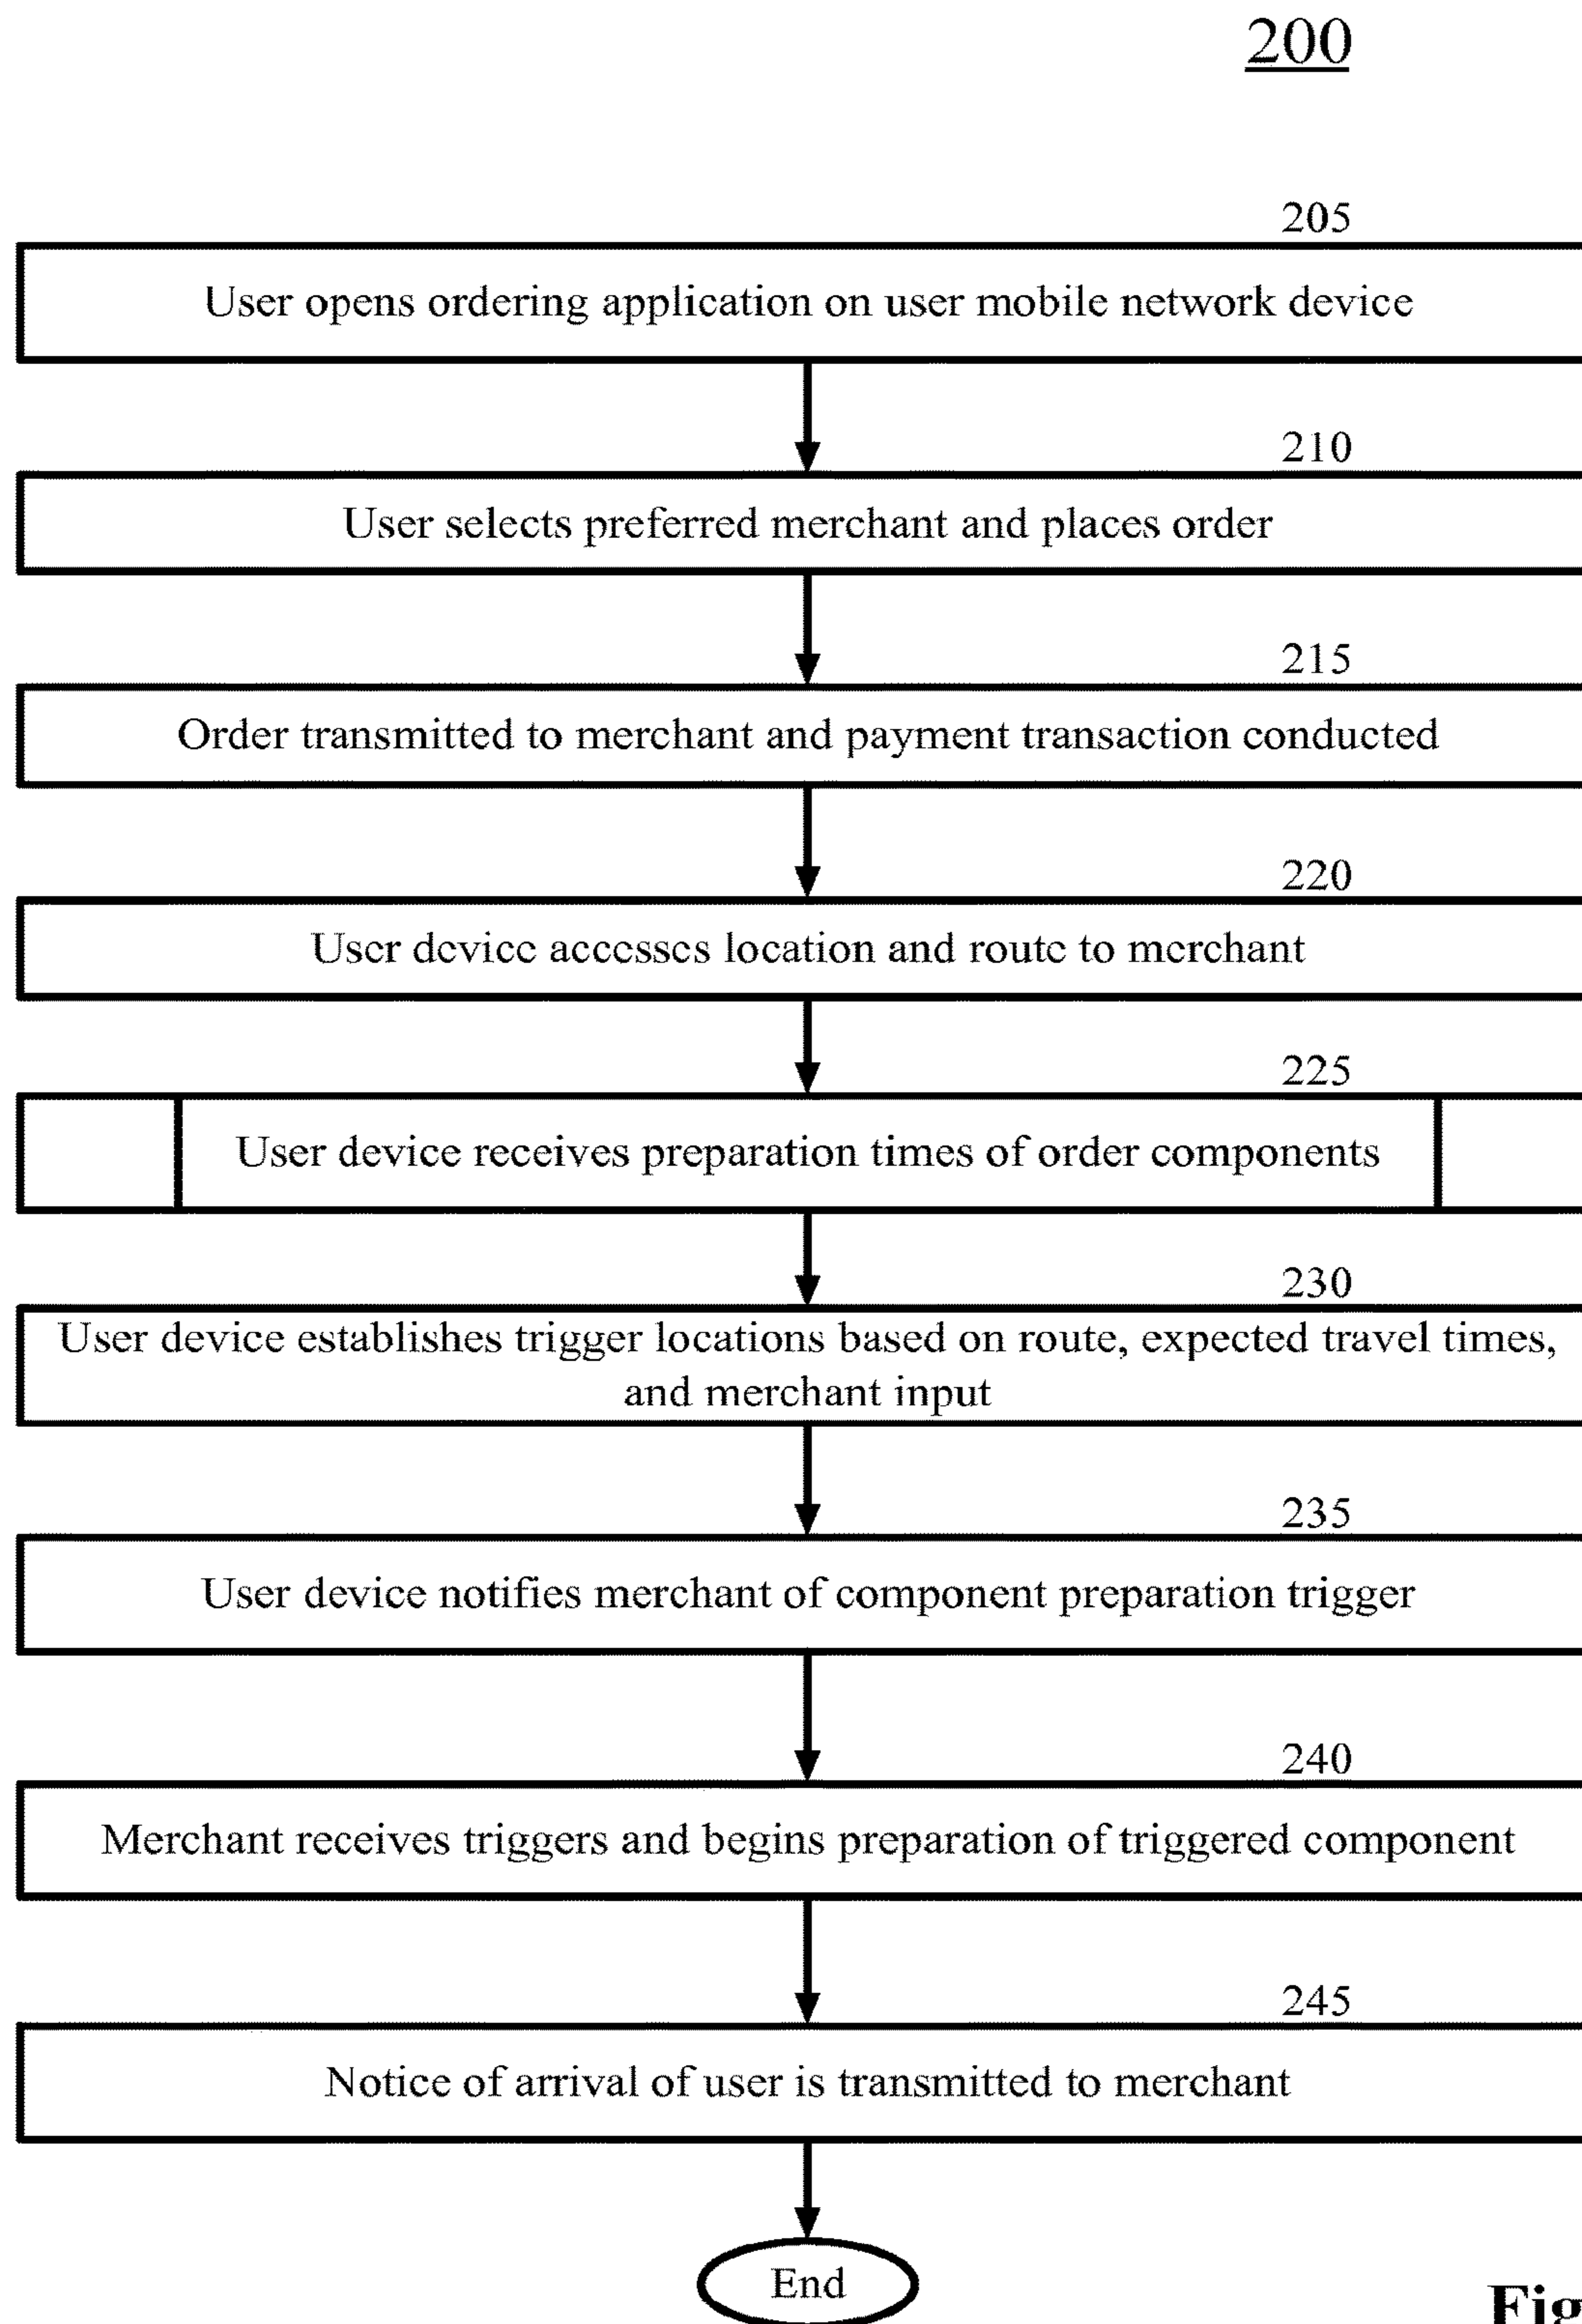 200
205
User opens ordering application on user mobile network device
210
User selects preferred merchant and places order
215
Order transmitted to merchant and payment transaction conducted
220
User device accesses location and route to merchant
225
User device receives preparation times of order components
230
User device establishes trigger locations based on route, expected travel times,
and merchant input
235
User device notifies merchant of component preparation trigger
240
Merchant receives triggers and begins preparation of triggered component
245
Notice of arrival of user is transmitted to merchant
End
Fig